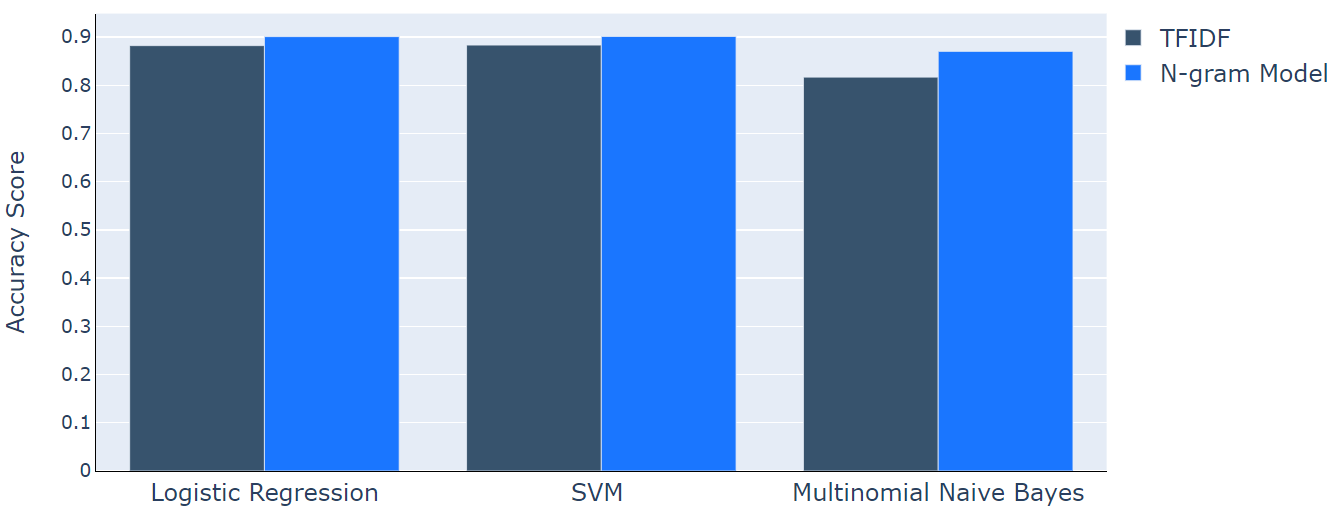 Accuracy Score
0.9
0.8
0.7
0.6
0.5
0.4
0.3
0.2
0.1
0
Logistic Regression
SVM
Multinomial Naive Bayes
TFIDF
N-gram Model